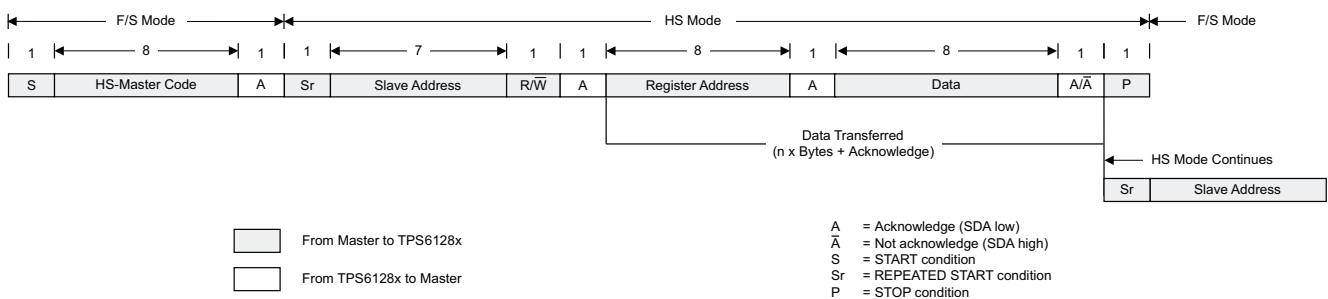 F/S Mode HS Mode F/S Mode
1 8 1 1 7 1 1 8 1 8 1 1
S HS-Master Code A Sr Slave Address R/W̅ A Register Address A Data A/A̅ P
Data Transferred
(n x Bytes + Acknowledge)
HS Mode Continues
Sr Slave Address
From Master to TPS6128x
From TPS6128x to Master
A = Acknowledge (SDA low)
A̅ = Not acknowledge (SDA high)
S = START condition
Sr = REPEATED START condition
P = STOP condition